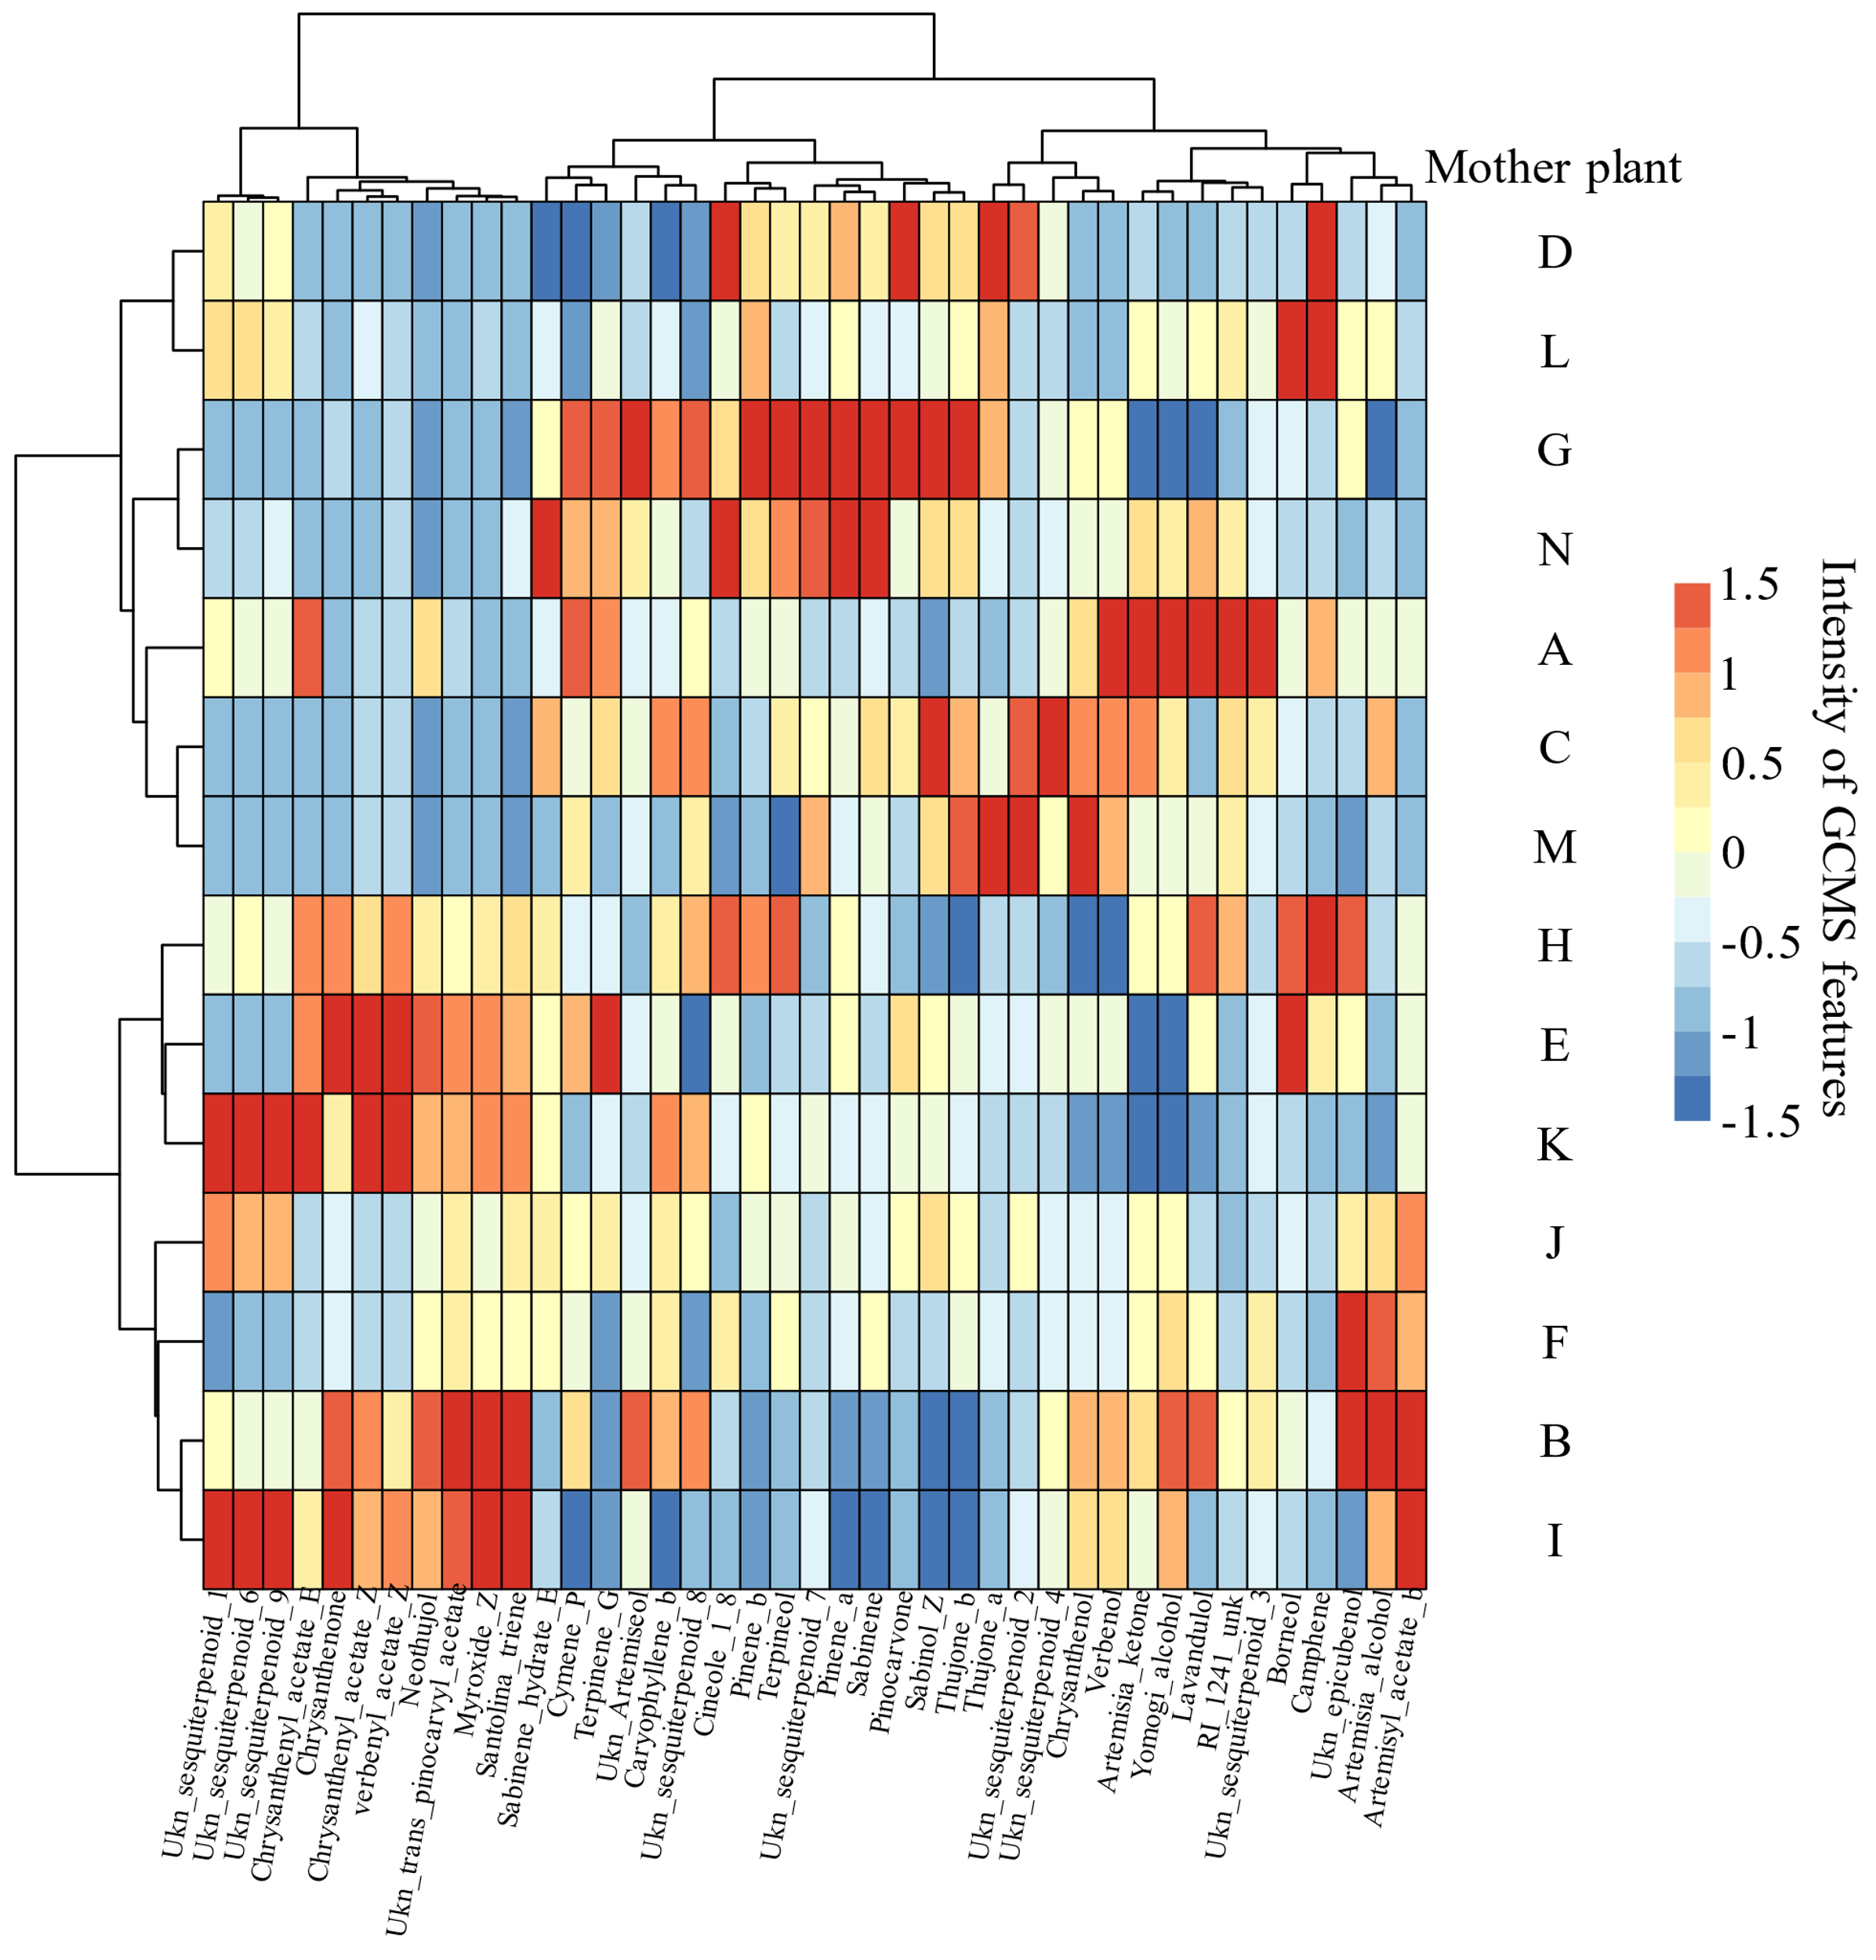 Mother plant
D
L
G
N
A
C
M
H
E
K
J
F
B
I
1.5
1
0.5
0
-0.5
-1
-1.5
Intensity of GCMS features
Ukn_sesquiterpenoid_1
Ukn_sesquiterpenoid_6
Ukn_sesquiterpenoid_9
Chrysanthenyl_acetate_E
Chrysanthenone
Chrysanthenyl_acetate_Z
verbenyl_acetate_Z
Neothujol
Ukn_trans_pinocarvyl_acetate
Myroxide_Z
Santolina_triene
Sabinene_hydrate_E
Cymene_P
Terpinene_G
Ukn_Artemiseol
Caryophyllene_b
Ukn_sesquiterpenoid_8
Cineole_1_8
Pinene_b
Terpineol
Ukn_sesquiterpenoid_7
Pinene_a
Sabinene
Pinocarvone
Sabinol_Z
Thujone_b
Thujone_a
Ukn_sesquiterpenoid_2
Ukn_sesquiterpenoid_4
Chrysanthenol
Verbenol
Artemisia_ketone
Yomogi_alcohol
Lavandulol
RI_1241_unk
Ukn_sesquiterpenoid_3
Borneol
Camphene
Ukn_epicubenol
Artemisia_alcohol
Artemisyl_acetate_b